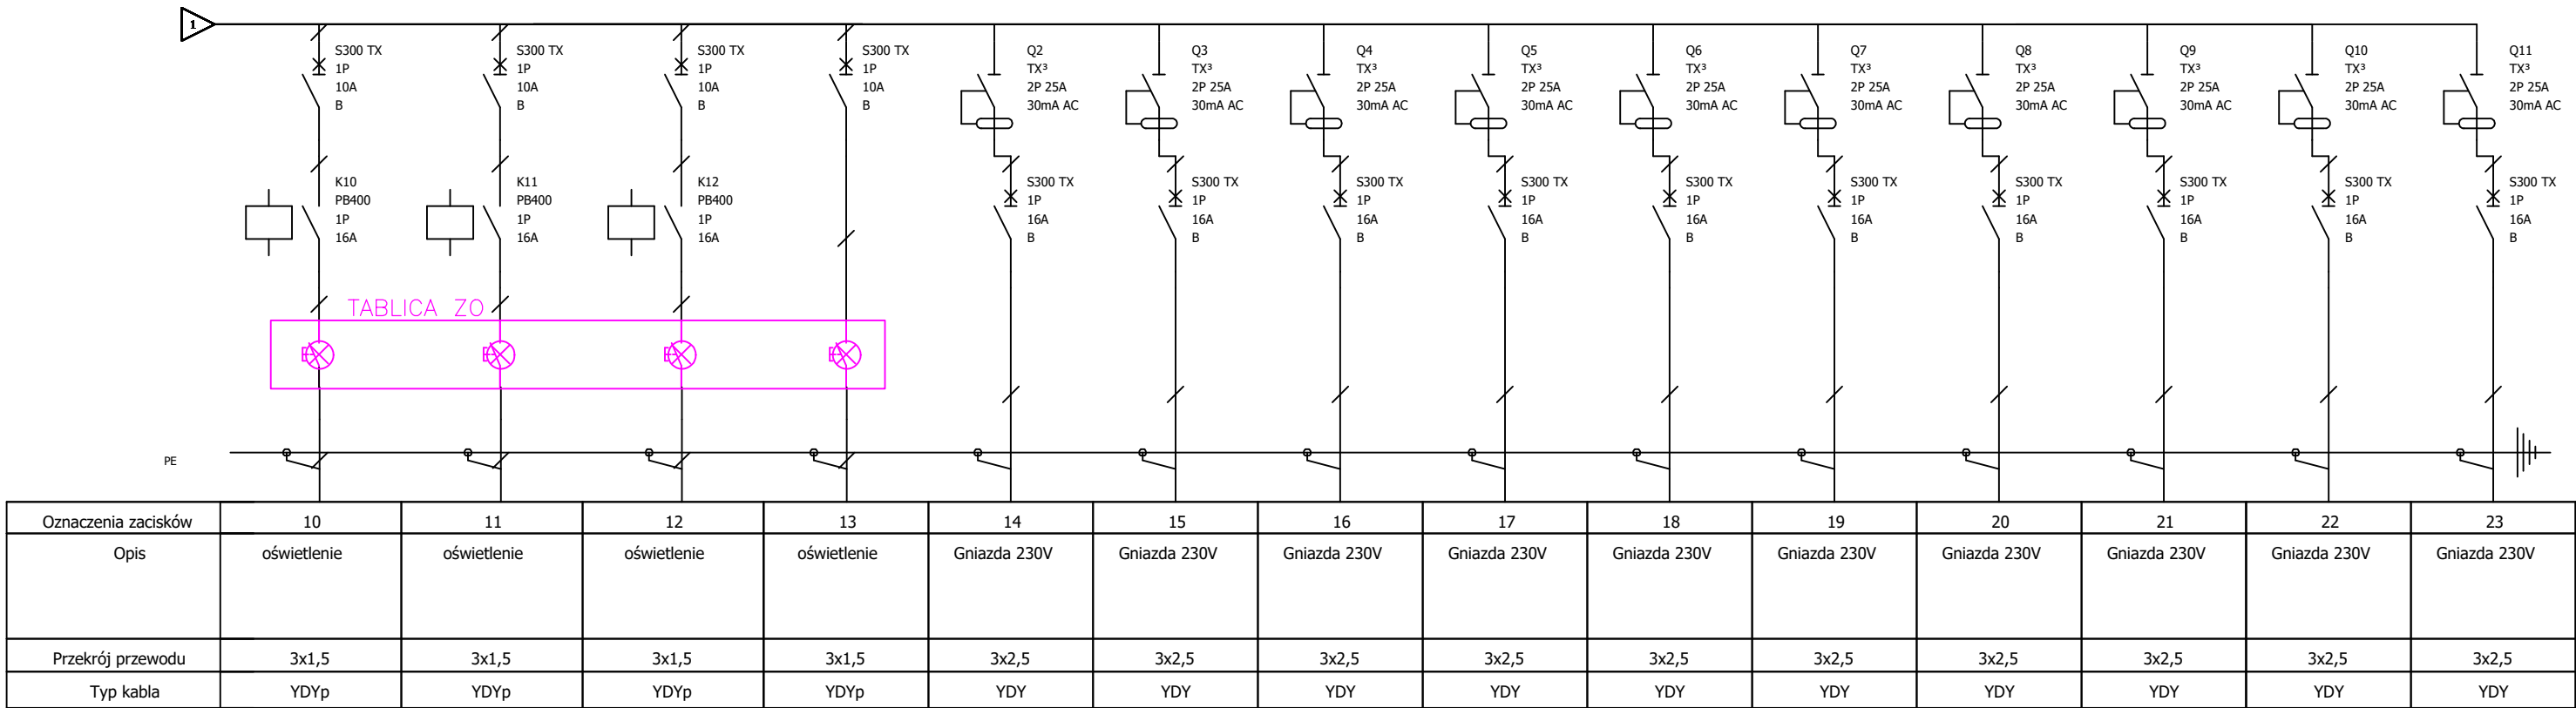 1
S300 TX
1P
10A
B
S300 TX
1P
10A
B
S300 TX
1P
10A
B
S300 TX
1P
10A
B
Q2
TX³
2P 25A
30mA AC
Q3
TX³
2P 25A
30mA AC
Q4
TX³
2P 25A
30mA AC
Q5
TX³
2P 25A
30mA AC
Q6
TX³
2P 25A
30mA AC
Q7
TX³
2P 25A
30mA AC
Q8
TX³
2P 25A
30mA AC
Q9
TX³
2P 25A
30mA AC
Q10
TX³
2P 25A
30mA AC
Q11
TX³
2P 25A
30mA AC
K10
PB400
1P
16A
K11
PB400
1P
16A
K12
PB400
1P
16A
S300 TX
1P
16A
B
S300 TX
1P
16A
B
S300 TX
1P
16A
B
S300 TX
1P
16A
B
S300 TX
1P
16A
B
S300 TX
1P
16A
B
S300 TX
1P
16A
B
S300 TX
1P
16A
B
S300 TX
1P
16A
B
S300 TX
1P
16A
B
TABLICA ZO
PE
Oznaczenia zacisków 10 11 12 13 14 15 16 17 18 19 20 21 22 23
Opis oświetlenie oświetlenie oświetlenie oświetlenie Gniazda 230V Gniazda 230V Gniazda 230V Gniazda 230V Gniazda 230V Gniazda 230V Gniazda 230V Gniazda 230V Gniazda 230V Gniazda 230V
Przekrój przewodu 3x1,5 3x1,5 3x1,5 3x1,5 3x2,5 3x2,5 3x2,5 3x2,5 3x2,5 3x2,5 3x2,5 3x2,5 3x2,5 3x2,5
Typ kabla YDYp YDYp YDYp YDYp YDY YDY YDY YDY YDY YDY YDY YDY YDY YDY